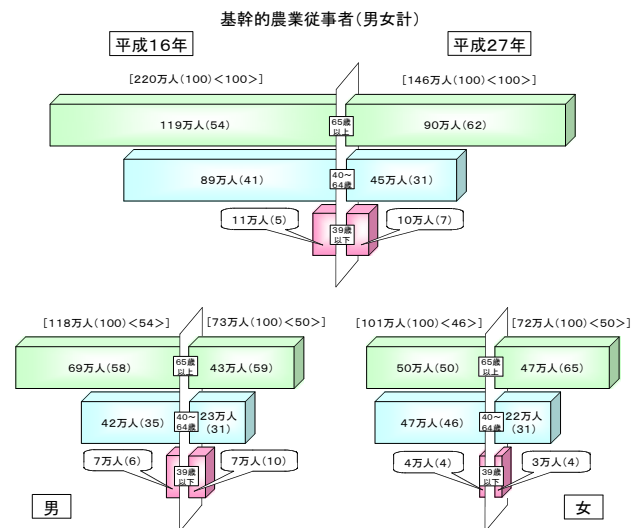 基幹的農業従事者(男女計)
平成16年
平成27年
[220万人(100)<100>]
[146万人(100)<100>]
119万人(54)
65歳
以上
90万人(62)
89万人(41)
40～
64歳
45万人(31)
11万人(5)
39歳
以下
10万人(7)
[118万人(100)<54>]
[73万人(100)<50>]
69万人(58)
65歳
以上
43万人(59)
42万人(35)
40～
64歳
23万人
(31)
7万人(6)
39歳
以下
7万人(10)
男
[101万人(100)<46>]
[72万人(100)<50>]
50万人(50)
65歳
以上
47万人(65)
47万人(46)
40～
64歳
22万人
(31)
4万人(4)
39歳
以下
3万人(4)
女